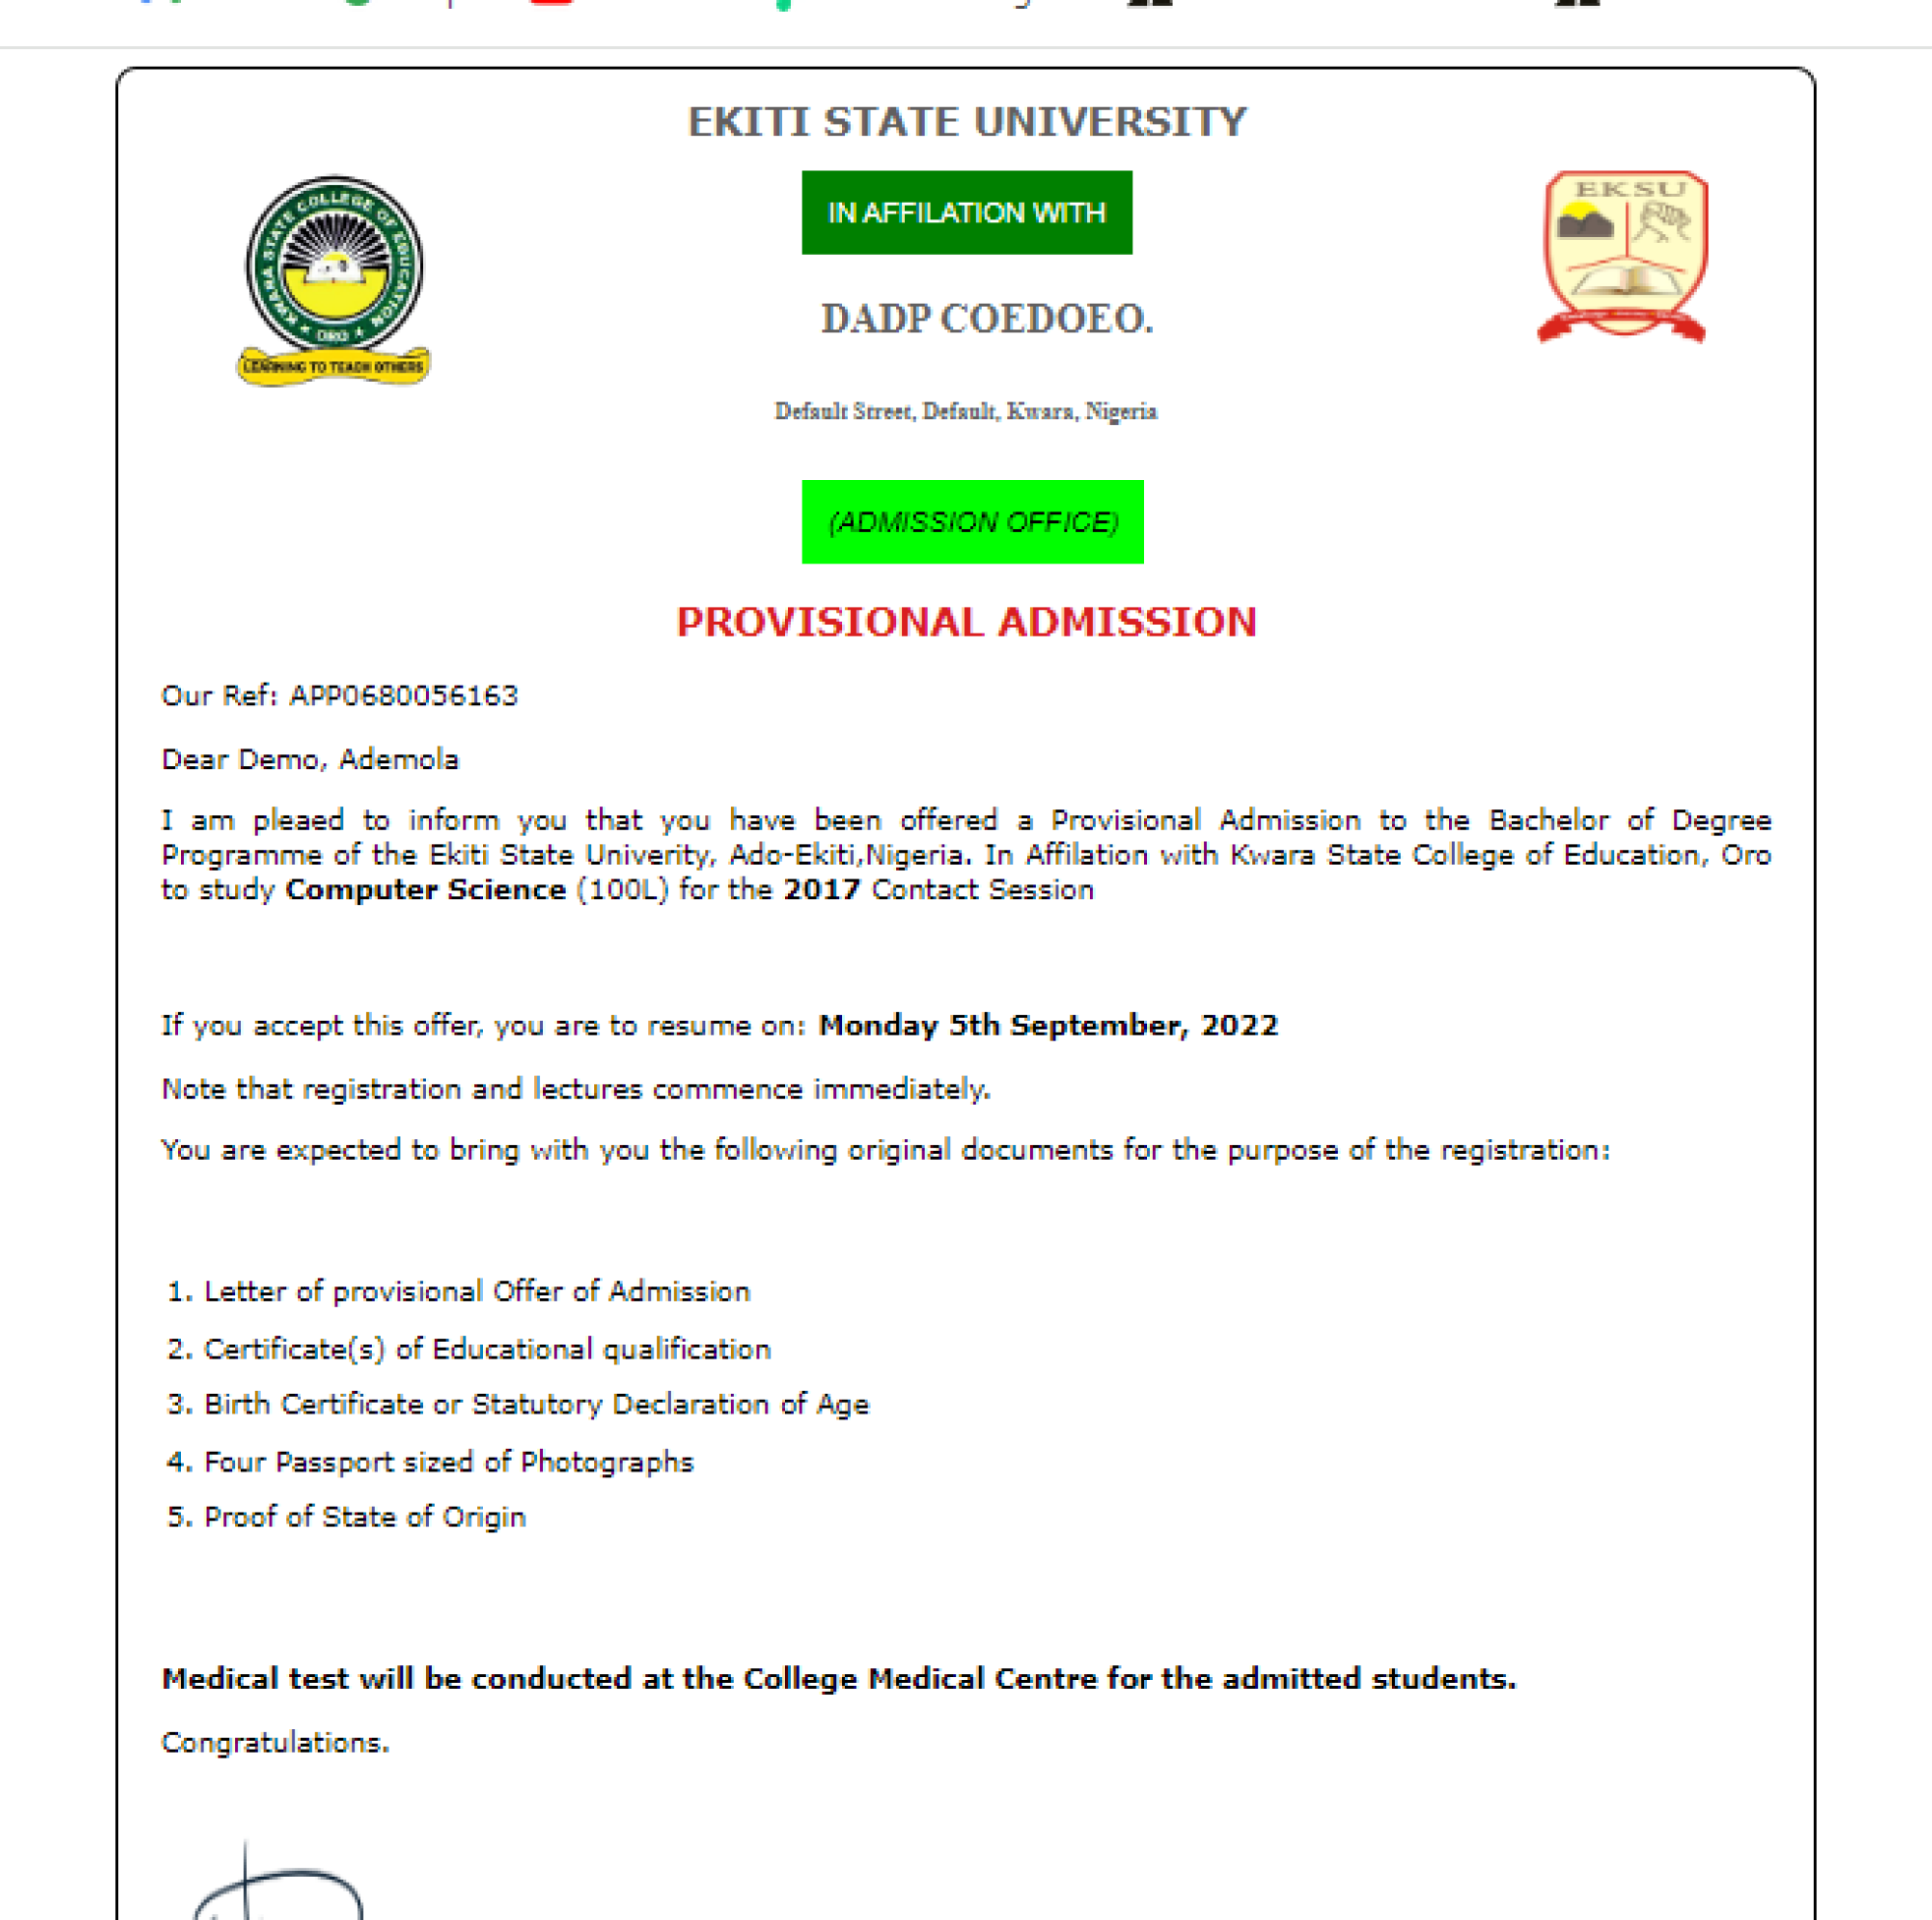 EKITI STATE UNIVERSITY
KWARA STATE COLLEGE OF EDUCATION
ORO
LEARNING TO TEACH OTHERS
IN AFFILATION WITH
EKSU
DADP COEDOEO.
Default Street, Default, Kwara, Nigeria
(ADMISSION OFFICE)
PROVISIONAL ADMISSION
Our Ref: APP0680056163
Dear Demo, Ademola
I am pleaed to inform you that you have been offered a Provisional Admission to the Bachelor of Degree
Programme of the Ekiti State Univerity, Ado-Ekiti,Nigeria. In Affilation with Kwara State College of Education, Oro
to study Computer Science (100L) for the 2017 Contact Session
If you accept this offer, you are to resume on: Monday 5th September, 2022
Note that registration and lectures commence immediately.
You are expected to bring with you the following original documents for the purpose of the registration:
1. Letter of provisional Offer of Admission
2. Certificate(s) of Educational qualification
3. Birth Certificate or Statutory Declaration of Age
4. Four Passport sized of Photographs
5. Proof of State of Origin
Medical test will be conducted at the College Medical Centre for the admitted students.
Congratulations.